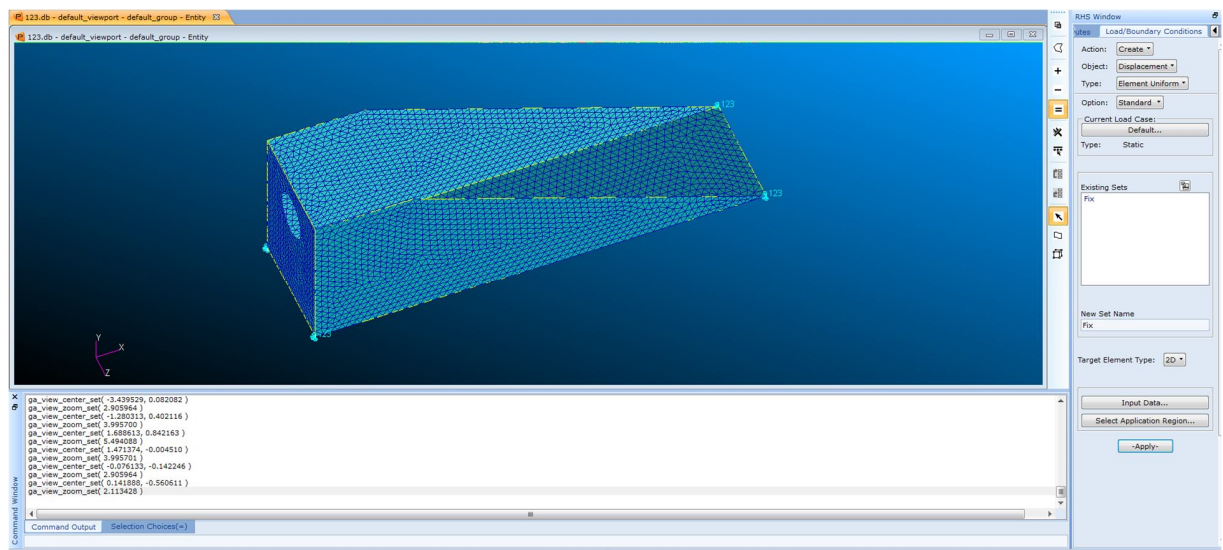 123.db - default_viewport - default_group - Entity
123.db - default_viewport - default_group - Entity
123
123
123
Y
X
Z
ga_view_center_set( -3.439529, 0.082082 )
ga_view_zoom_set( 2.905964 )
ga_view_center_set( -1.280313, 0.402116 )
ga_view_zoom_set( 3.995700 )
ga_view_center_set( 1.688613, 0.842163 )
ga_view_zoom_set( 5.494088 )
ga_view_center_set( 1.471374, -0.004510 )
ga_view_zoom_set( 3.995701 )
ga_view_center_set( -0.076133, -0.142246 )
ga_view_zoom_set( 2.905964 )
ga_view_center_set( 0.141888, -0.560611 )
ga_view_zoom_set( 2.113428 )
Command Window
Command Output Selection Choices(=)
RHS Window
utes Load/Boundary Conditions
Action: Create
Object: Displacement
Type: Element Uniform
Option: Standard
Current Load Case:
Default...
Type: Static
Existing Sets
Fix
New Set Name
Fix
Target Element Type: 2D
Input Data...
Select Application Region...
-Apply-